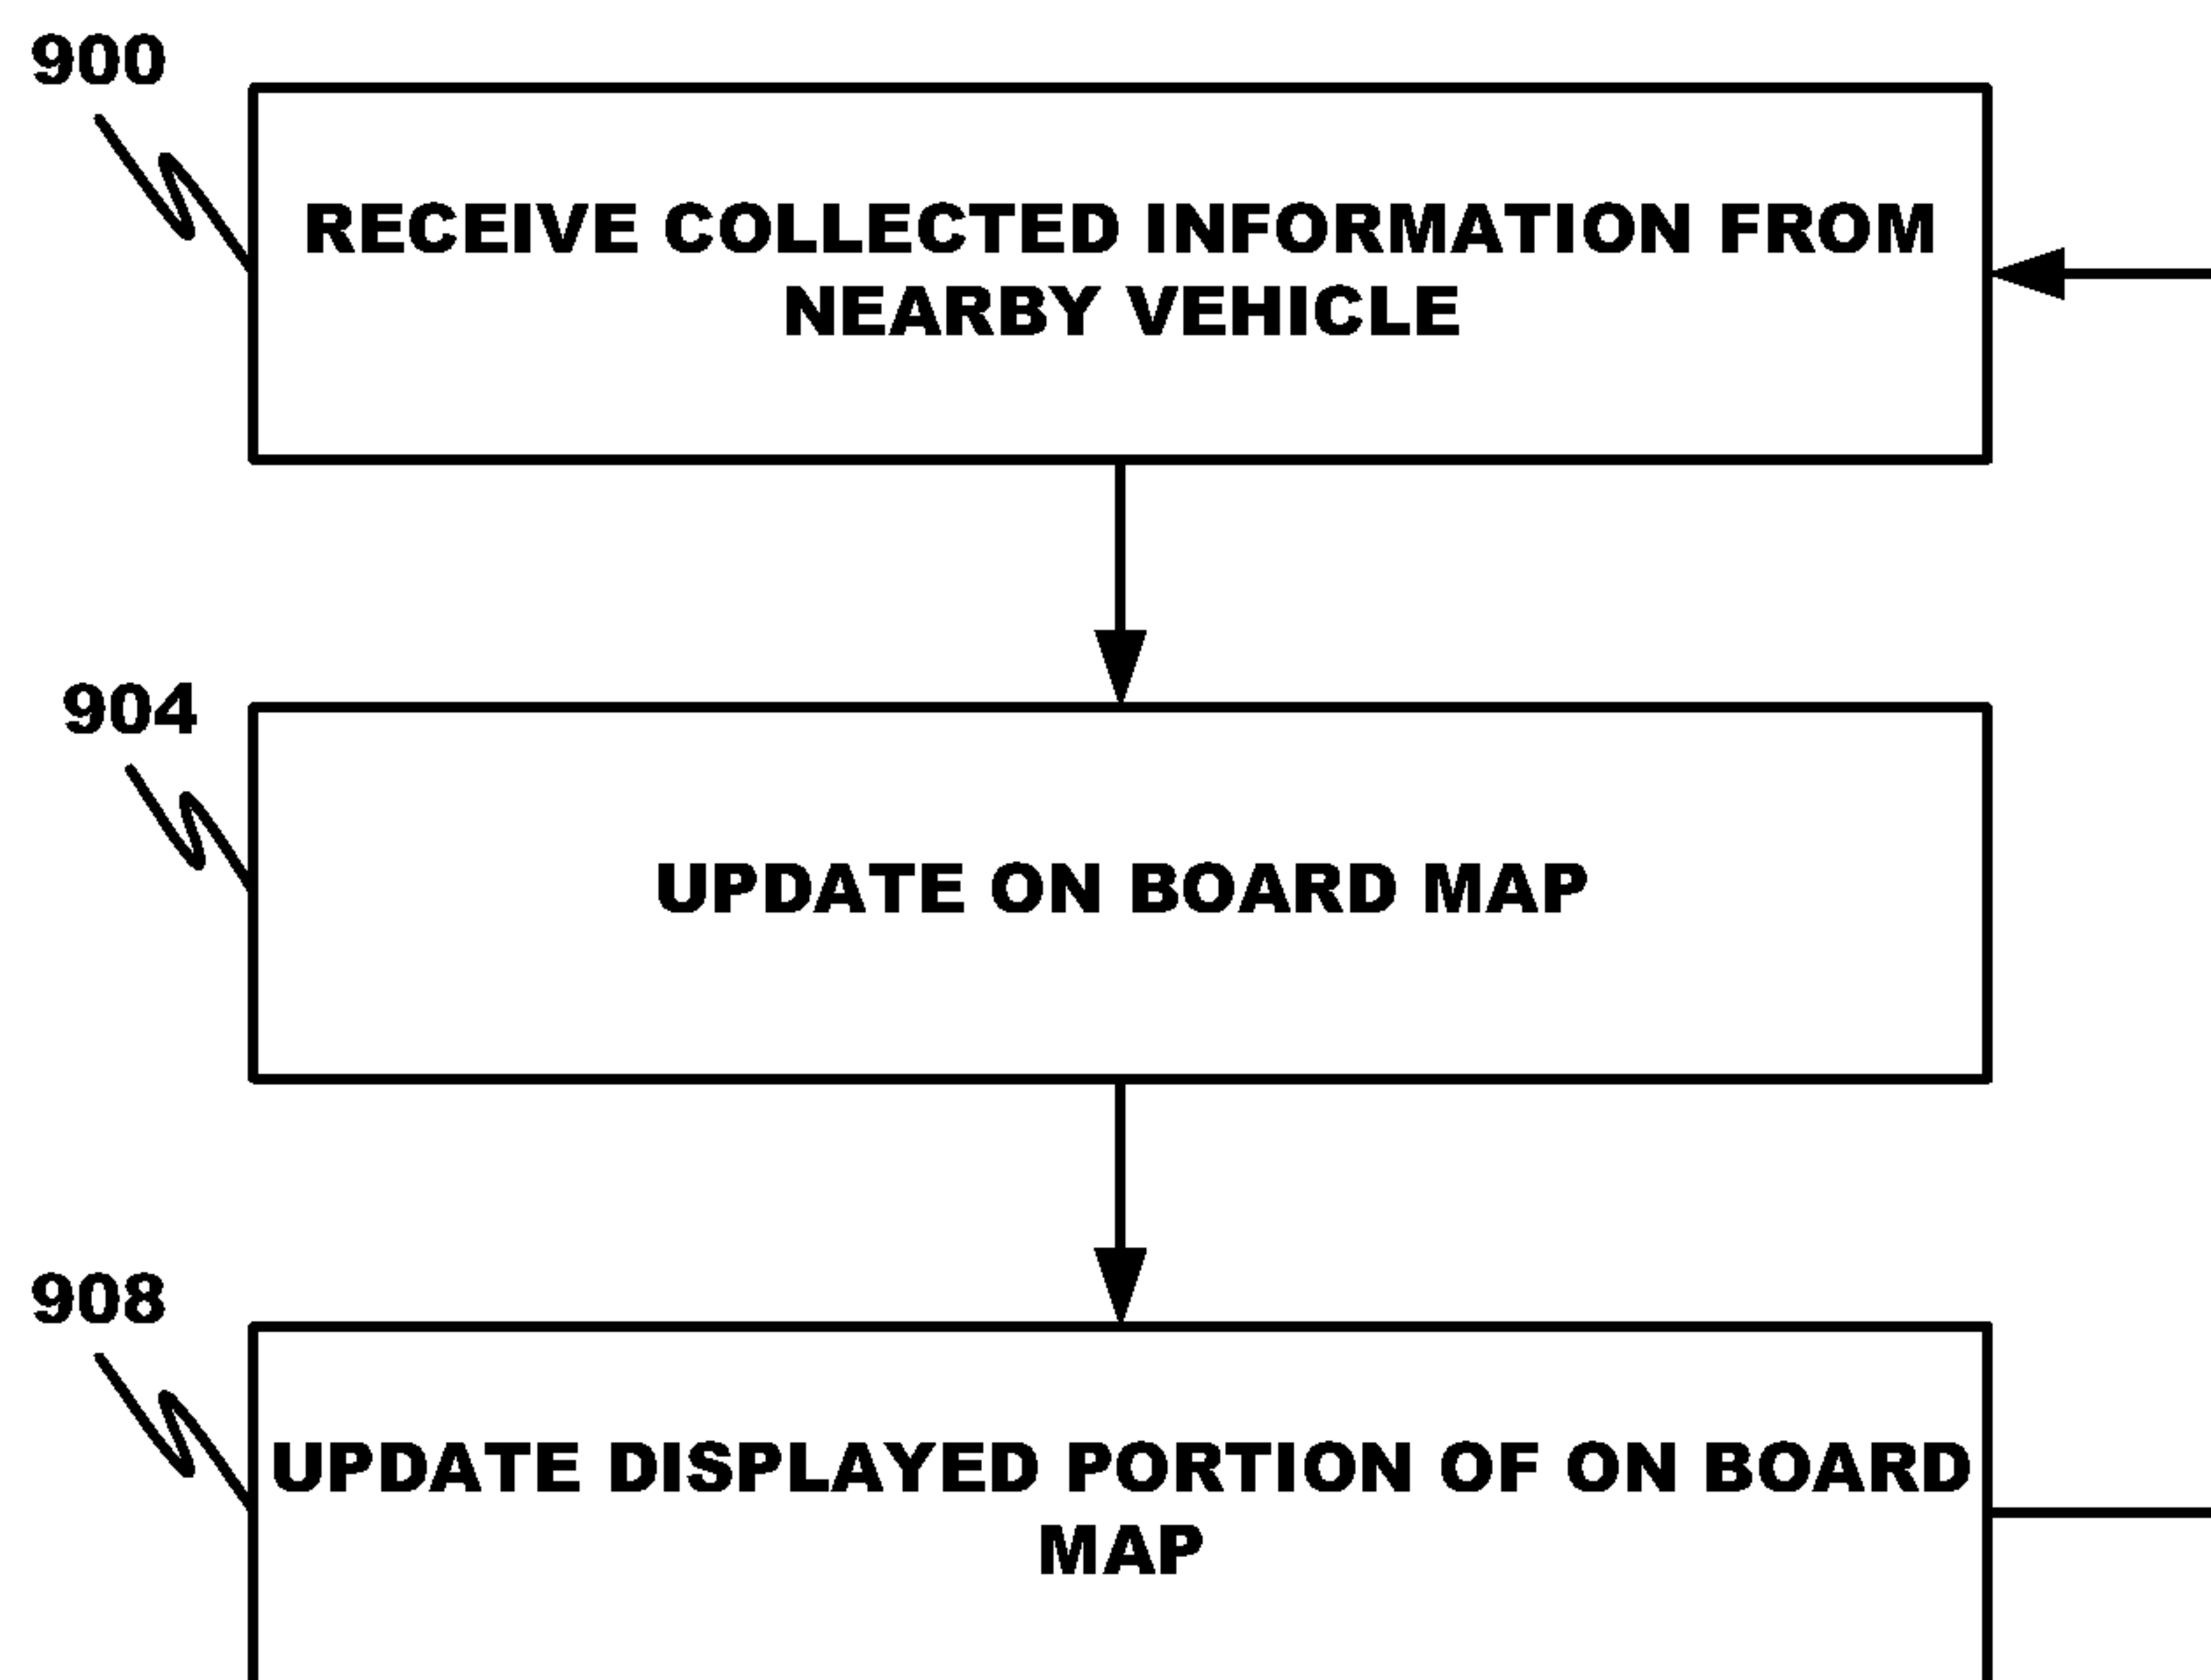 900
RECEIVE COLLECTED INFORMATION FROM
NEARBY VEHICLE
904
UPDATE ON BOARD MAP
908
UPDATE DISPLAYED PORTION OF ON BOARD
MAP